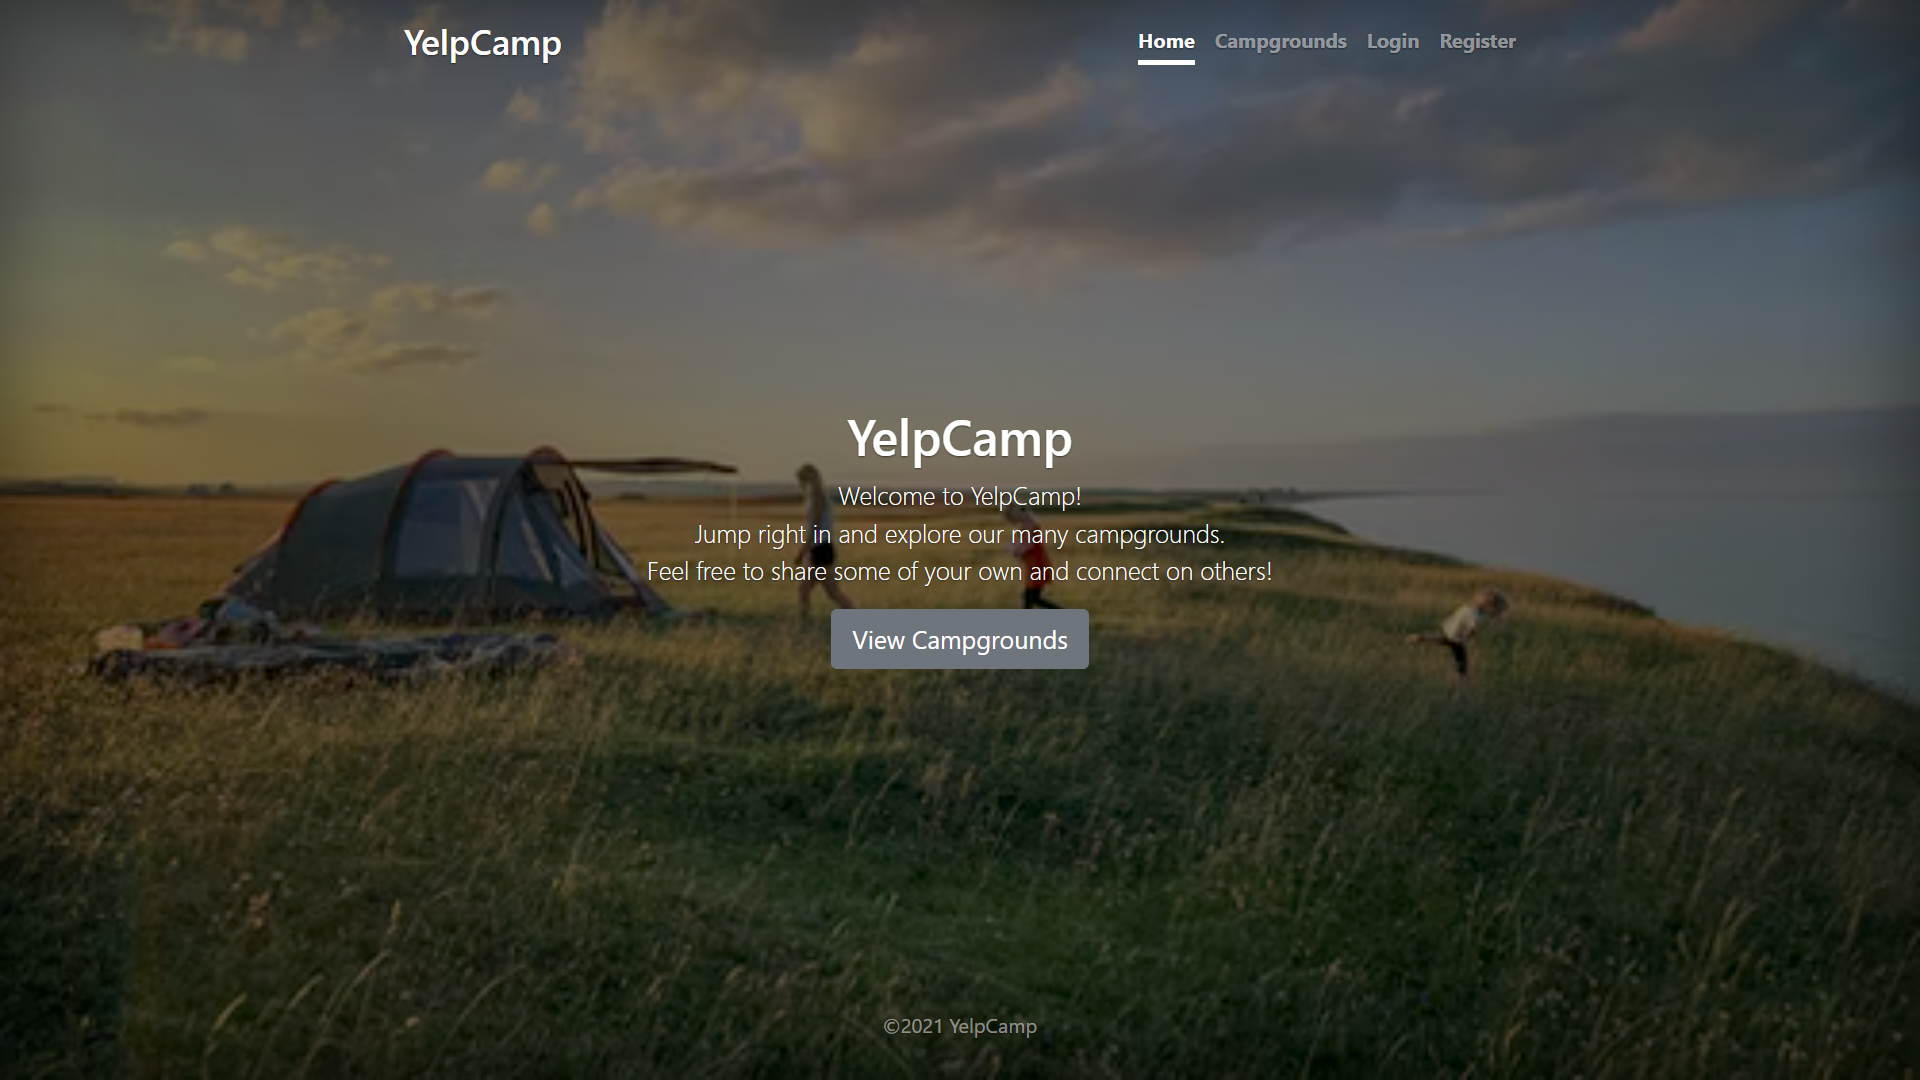 YelpCamp
Home Campgrounds Login Register
YelpCamp
Welcome to YelpCamp!
Jump right in and explore our many campgrounds.
Feel free to share some of your own and connect on others!
View Campgrounds
©2021 YelpCamp